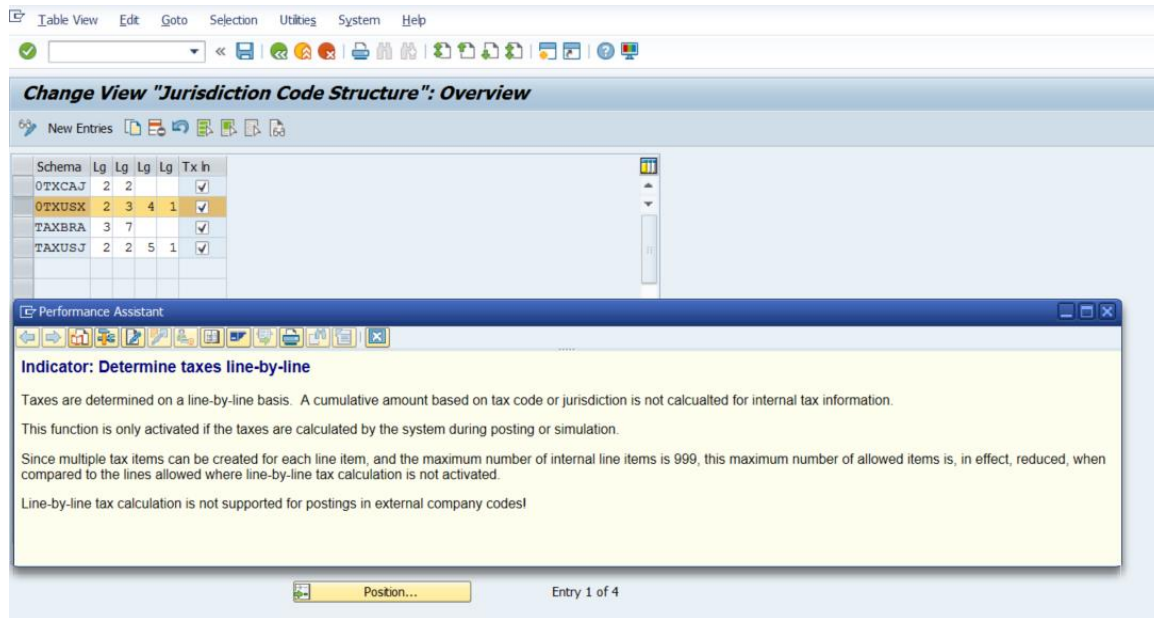 Table View Edit Goto Selection Utilities System Help
Change View "Jurisdiction Code Structure": Overview
New Entries
Schema Lg Lg Lg Lg Tx In
0TXCAJ 2 2
0TXUSX 2 3 4 1
TAXBRA 3 7
TAXUSJ 2 2 5 1
Performance Assistant
Indicator: Determine taxes line-by-line
Taxes are determined on a line-by-line basis. A cumulative amount based on tax code or jurisdiction is not calcualted for internal tax information.
This function is only activated if the taxes are calculated by the system during posting or simulation.
Since multiple tax items can be created for each line item, and the maximum number of internal line items is 999, this maximum number of allowed items is, in effect, reduced, when
compared to the lines allowed where line-by-line tax calculation is not activated.
Line-by-line tax calculation is not supported for postings in external company codes!
Position... Entry 1 of 4